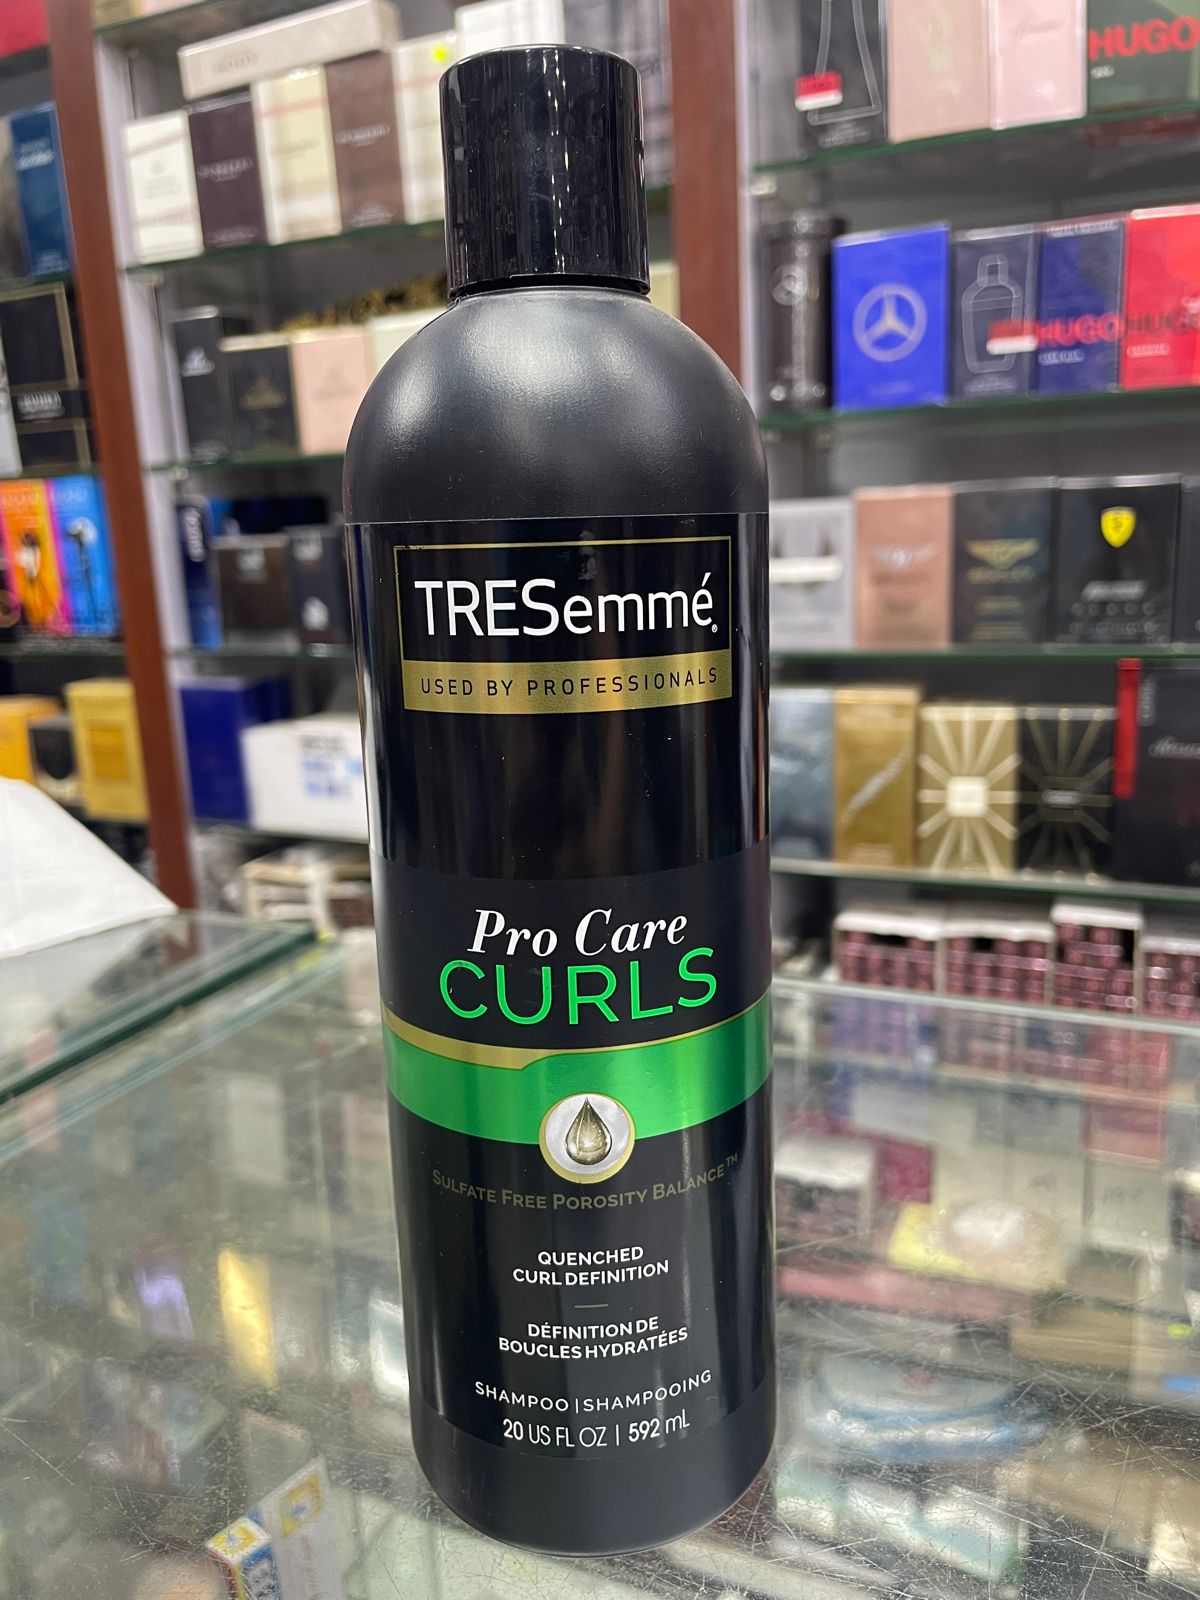 HUGO
HUGO
HUGO
TRESemmé®
USED BY PROFESSIONALS
Pro Care
CURLS
SULFATE FREE POROSITY BALANCE™
QUENCHED
CURL DEFINITION
DÉFINITION DE
BOUCLES HYDRATÉES
SHAMPOO | SHAMPOOING
20 US FL OZ | 592 mL